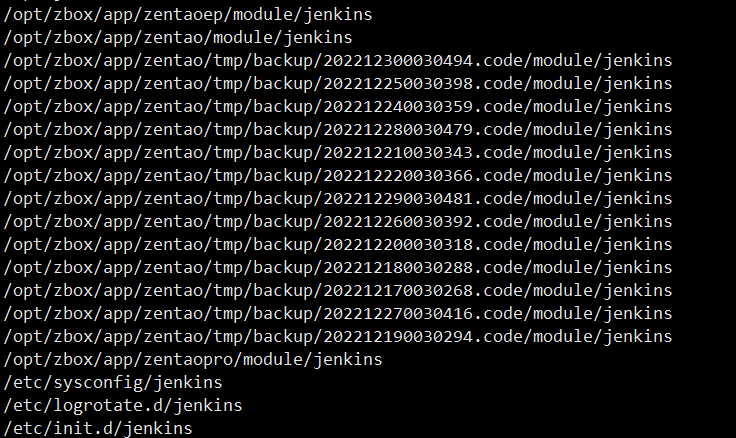 /opt/zbox/app/zentaoep/module/jenkins
/opt/zbox/app/zentao/module/jenkins
/opt/zbox/app/zentao/tmp/backup/202212300030494.code/module/jenkins
/opt/zbox/app/zentao/tmp/backup/202212250030398.code/module/jenkins
/opt/zbox/app/zentao/tmp/backup/202212240030359.code/module/jenkins
/opt/zbox/app/zentao/tmp/backup/202212280030479.code/module/jenkins
/opt/zbox/app/zentao/tmp/backup/202212210030343.code/module/jenkins
/opt/zbox/app/zentao/tmp/backup/202212220030366.code/module/jenkins
/opt/zbox/app/zentao/tmp/backup/202212290030481.code/module/jenkins
/opt/zbox/app/zentao/tmp/backup/202212260030392.code/module/jenkins
/opt/zbox/app/zentao/tmp/backup/202212200030318.code/module/jenkins
/opt/zbox/app/zentao/tmp/backup/202212180030288.code/module/jenkins
/opt/zbox/app/zentao/tmp/backup/202212170030268.code/module/jenkins
/opt/zbox/app/zentao/tmp/backup/202212270030416.code/module/jenkins
/opt/zbox/app/zentao/tmp/backup/202212190030294.code/module/jenkins
/opt/zbox/app/zentaopro/module/jenkins
/etc/sysconfig/jenkins
/etc/logrotate.d/jenkins
/etc/init.d/jenkins